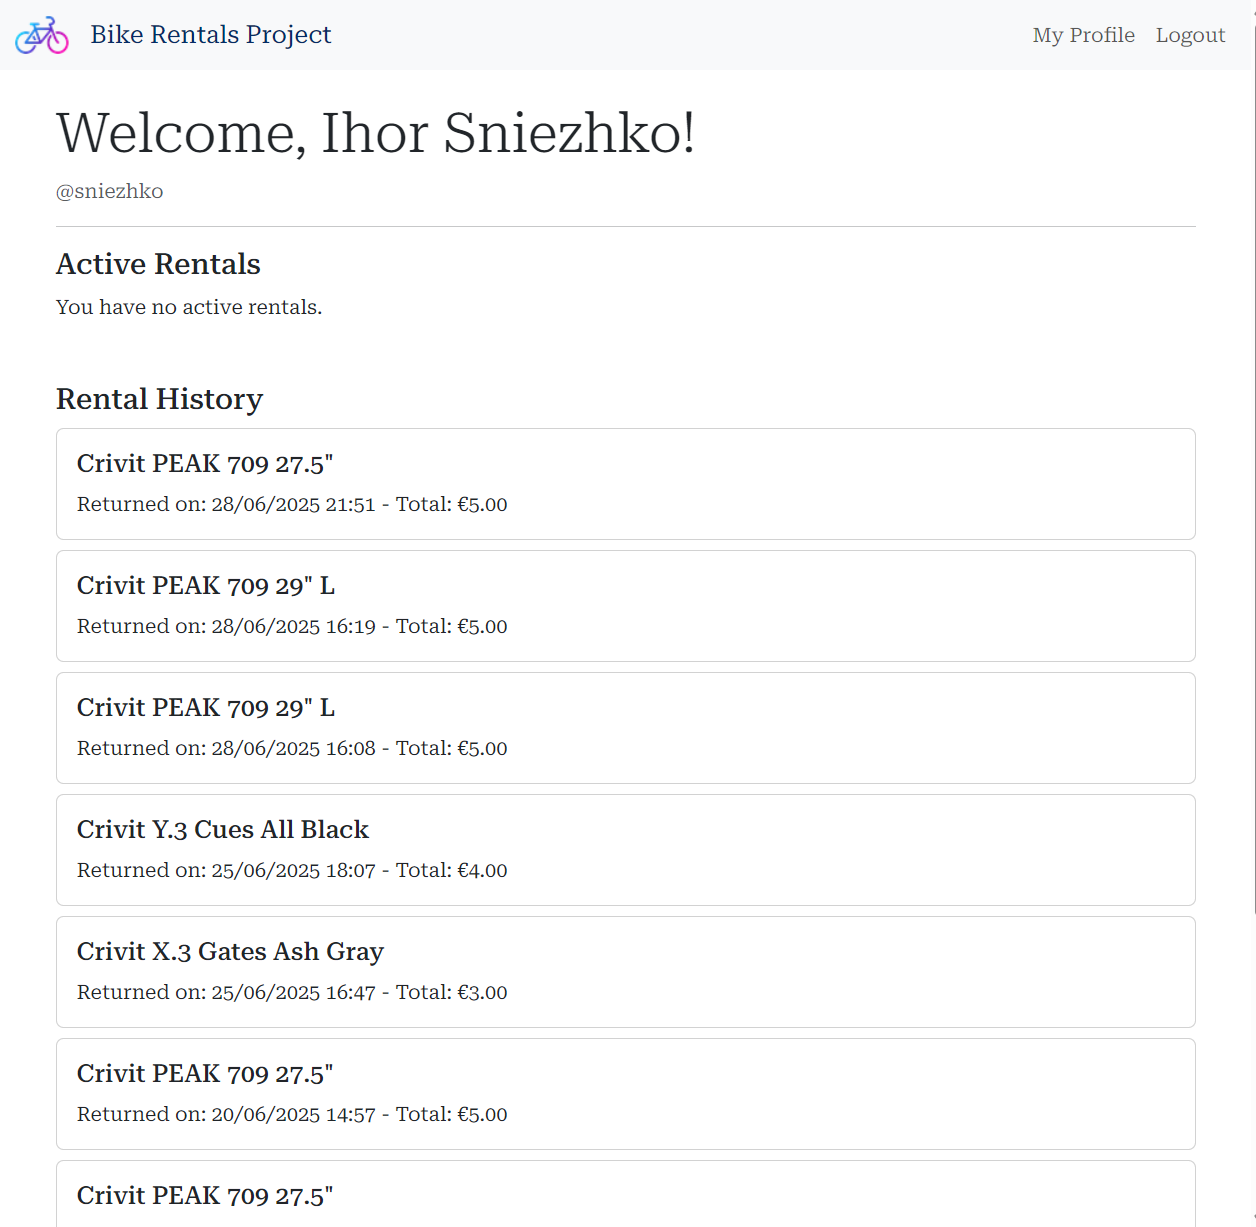 Bike Rentals Project
My Profile
Logout
Welcome, Ihor Sniezhko!
@sniezhko
Active Rentals
You have no active rentals.
Rental History
Crivit PEAK 709 27.5"
Returned on: 28/06/2025 21:51 - Total: €5.00
Crivit PEAK 709 29" L
Returned on: 28/06/2025 16:19 - Total: €5.00
Crivit PEAK 709 29" L
Returned on: 28/06/2025 16:08 - Total: €5.00
Crivit Y.3 Cues All Black
Returned on: 25/06/2025 18:07 - Total: €4.00
Crivit X.3 Gates Ash Gray
Returned on: 25/06/2025 16:47 - Total: €3.00
Crivit PEAK 709 27.5"
Returned on: 20/06/2025 14:57 - Total: €5.00
Crivit PEAK 709 27.5"